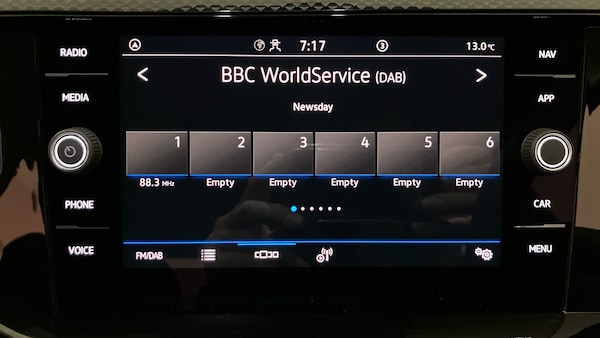 RADIO
MEDIA
PHONE
VOICE
7:17
3
13.0°C
BBC WorldService (DAB)
Newsday
1 2 3 4 5 6
88.3 MHz Empty Empty Empty Empty Empty
FM/DAB
NAV
APP
CAR
MENU